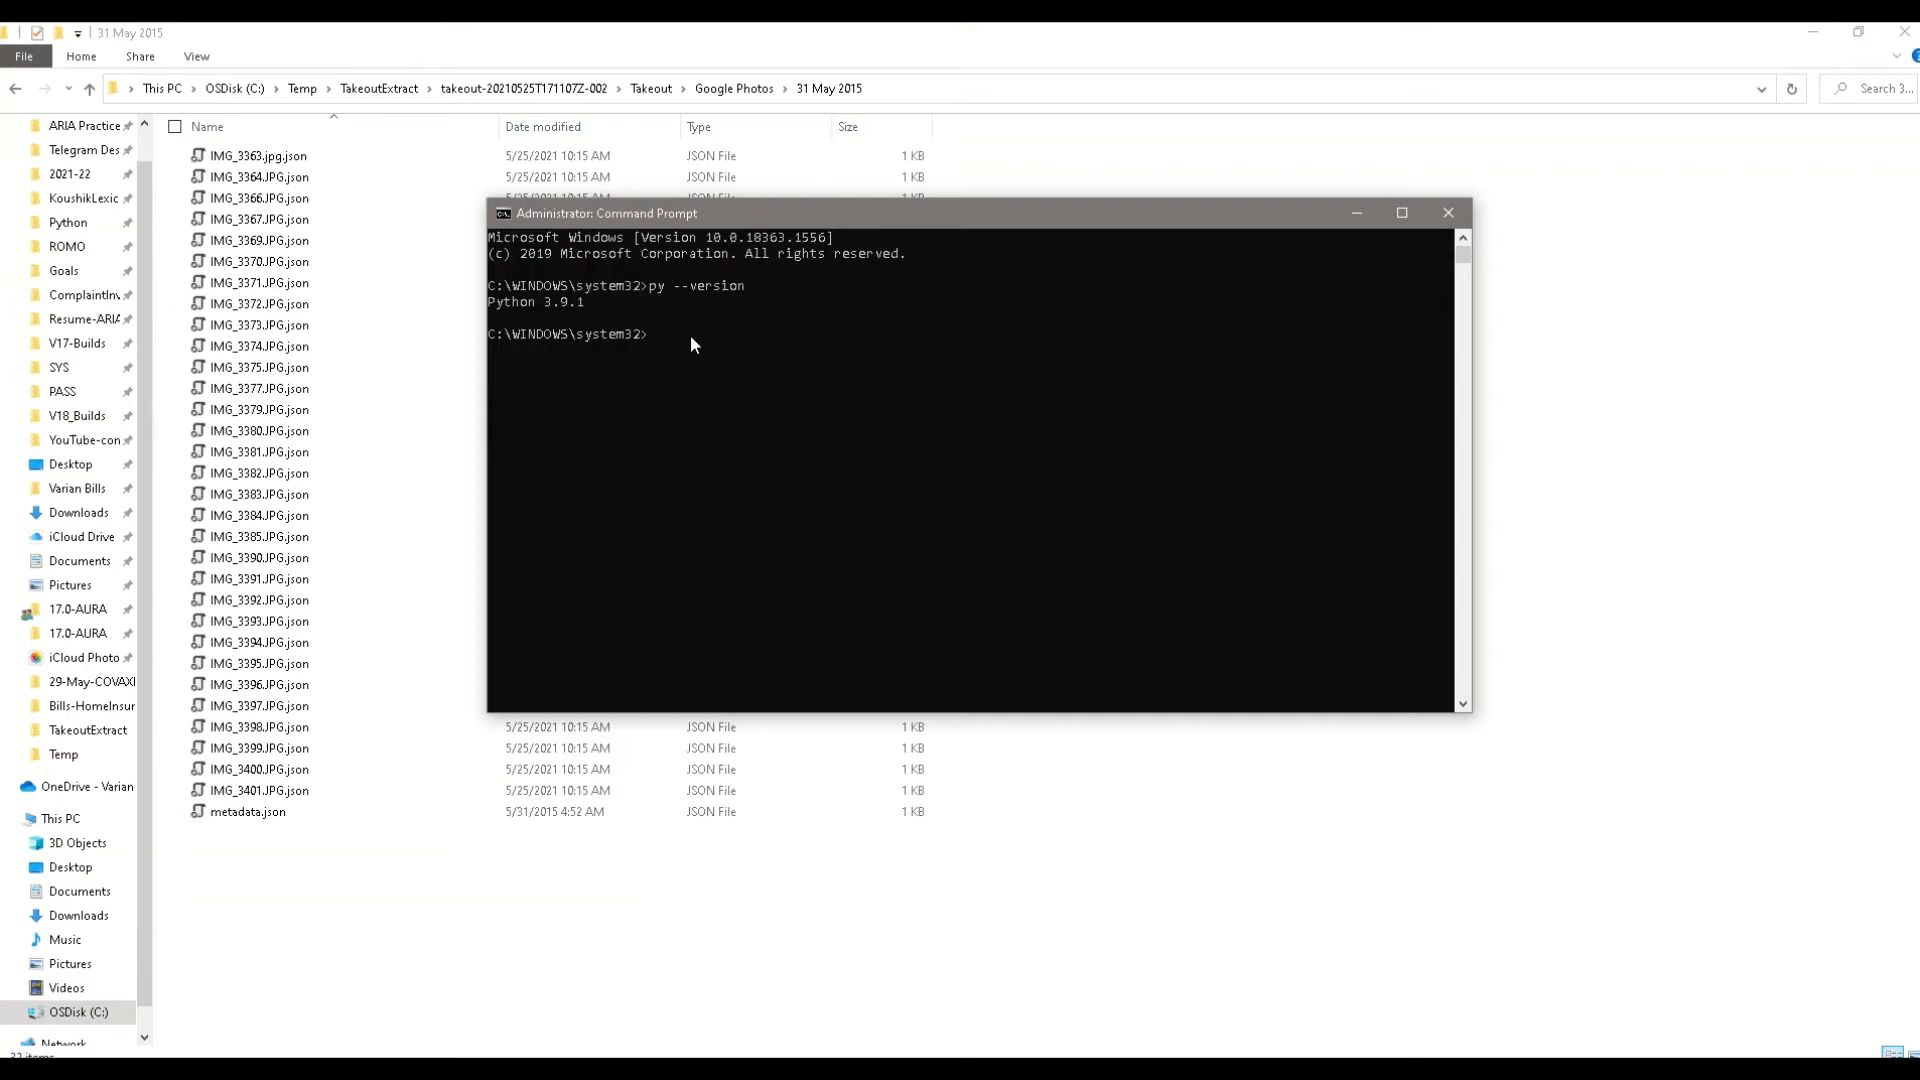 31 May 2015
File Home Share View
This PC > OSDisk (C:) > Temp > TakeoutExtract > takeout-20210525T171107Z-002 > Takeout > Google Photos > 31 May 2015
Search 3...
Name Date modified Type Size
ARIA Practice
Telegram Des
2021-22
KoushikLexic
Python
ROMO
Goals
ComplaintInv
Resume-ARIA
V17-Builds
SYS
PASS
V18_Builds
YouTube-con
Desktop
Varian Bills
Downloads
iCloud Drive
Documents
Pictures
17.0-AURA
17.0-AURA
iCloud Photo
29-May-COVAXI
Bills-HomeInsur
TakeoutExtract
Temp
OneDrive - Varian
This PC
3D Objects
Desktop
Documents
Downloads
Music
Pictures
Videos
OSDisk (C:)
Network
IMG_3363.jpg.json 5/25/2021 10:15 AM JSON File 1 KB
IMG_3364.JPG.json 5/25/2021 10:15 AM JSON File 1 KB
IMG_3366.JPG.json 5/25/2021 10:15 AM JSON File 1 KB
IMG_3367.JPG.json
IMG_3369.JPG.json
IMG_3370.JPG.json
IMG_3371.JPG.json
IMG_3372.JPG.json
IMG_3373.JPG.json
IMG_3374.JPG.json
IMG_3375.JPG.json
IMG_3377.JPG.json
IMG_3379.JPG.json
IMG_3380.JPG.json
IMG_3381.JPG.json
IMG_3382.JPG.json
IMG_3383.JPG.json
IMG_3384.JPG.json
IMG_3385.JPG.json
IMG_3390.JPG.json
IMG_3391.JPG.json
IMG_3392.JPG.json
IMG_3393.JPG.json
IMG_3394.JPG.json
IMG_3395.JPG.json
IMG_3396.JPG.json
IMG_3397.JPG.json
IMG_3398.JPG.json 5/25/2021 10:15 AM JSON File 1 KB
IMG_3399.JPG.json 5/25/2021 10:15 AM JSON File 1 KB
IMG_3400.JPG.json 5/25/2021 10:15 AM JSON File 1 KB
IMG_3401.JPG.json 5/25/2021 10:15 AM JSON File 1 KB
metadata.json 5/31/2015 4:52 AM JSON File 1 KB
Administrator: Command Prompt
Microsoft Windows [Version 10.0.18363.1556]
(c) 2019 Microsoft Corporation. All rights reserved.
C:\WINDOWS\system32>py --version
Python 3.9.1
C:\WINDOWS\system32>